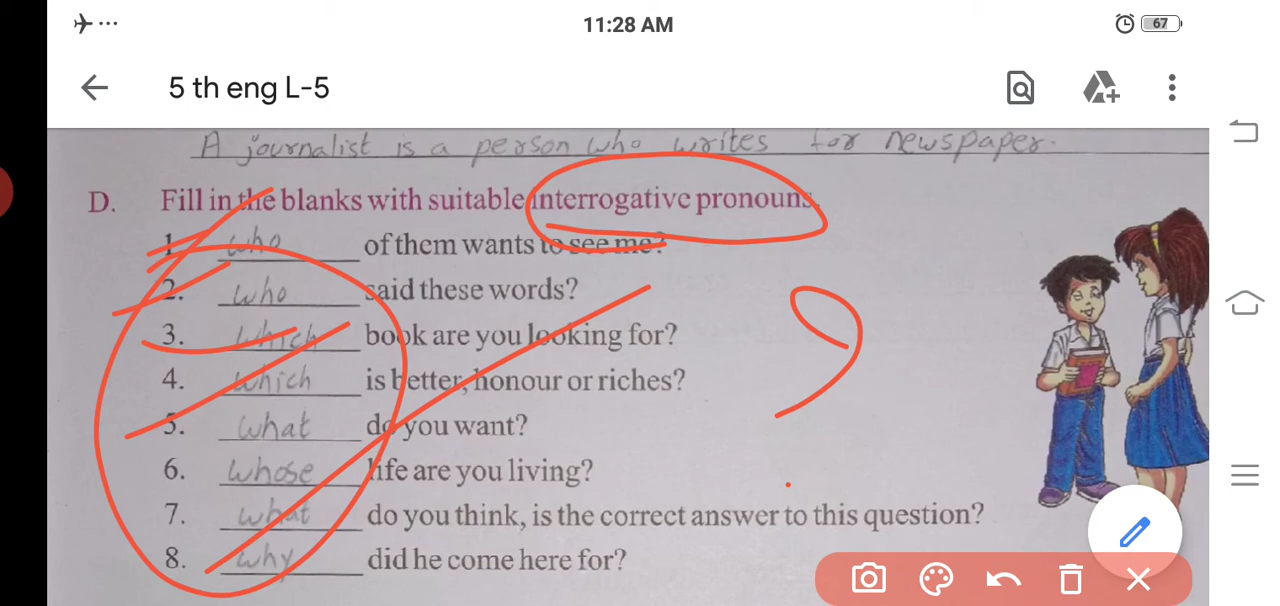 11:28 AM
67
5 th eng L-5
A journalist is a person who writes for newspaper.
D. Fill in the blanks with suitable interrogative pronouns.
1. who of them wants to see me?
2. who said these words?
3. which book are you looking for?
4. which is better, honour or riches?
5. what do you want?
6. whose life are you living?
7. what do you think, is the correct answer to this question?
8. why did he come here for?